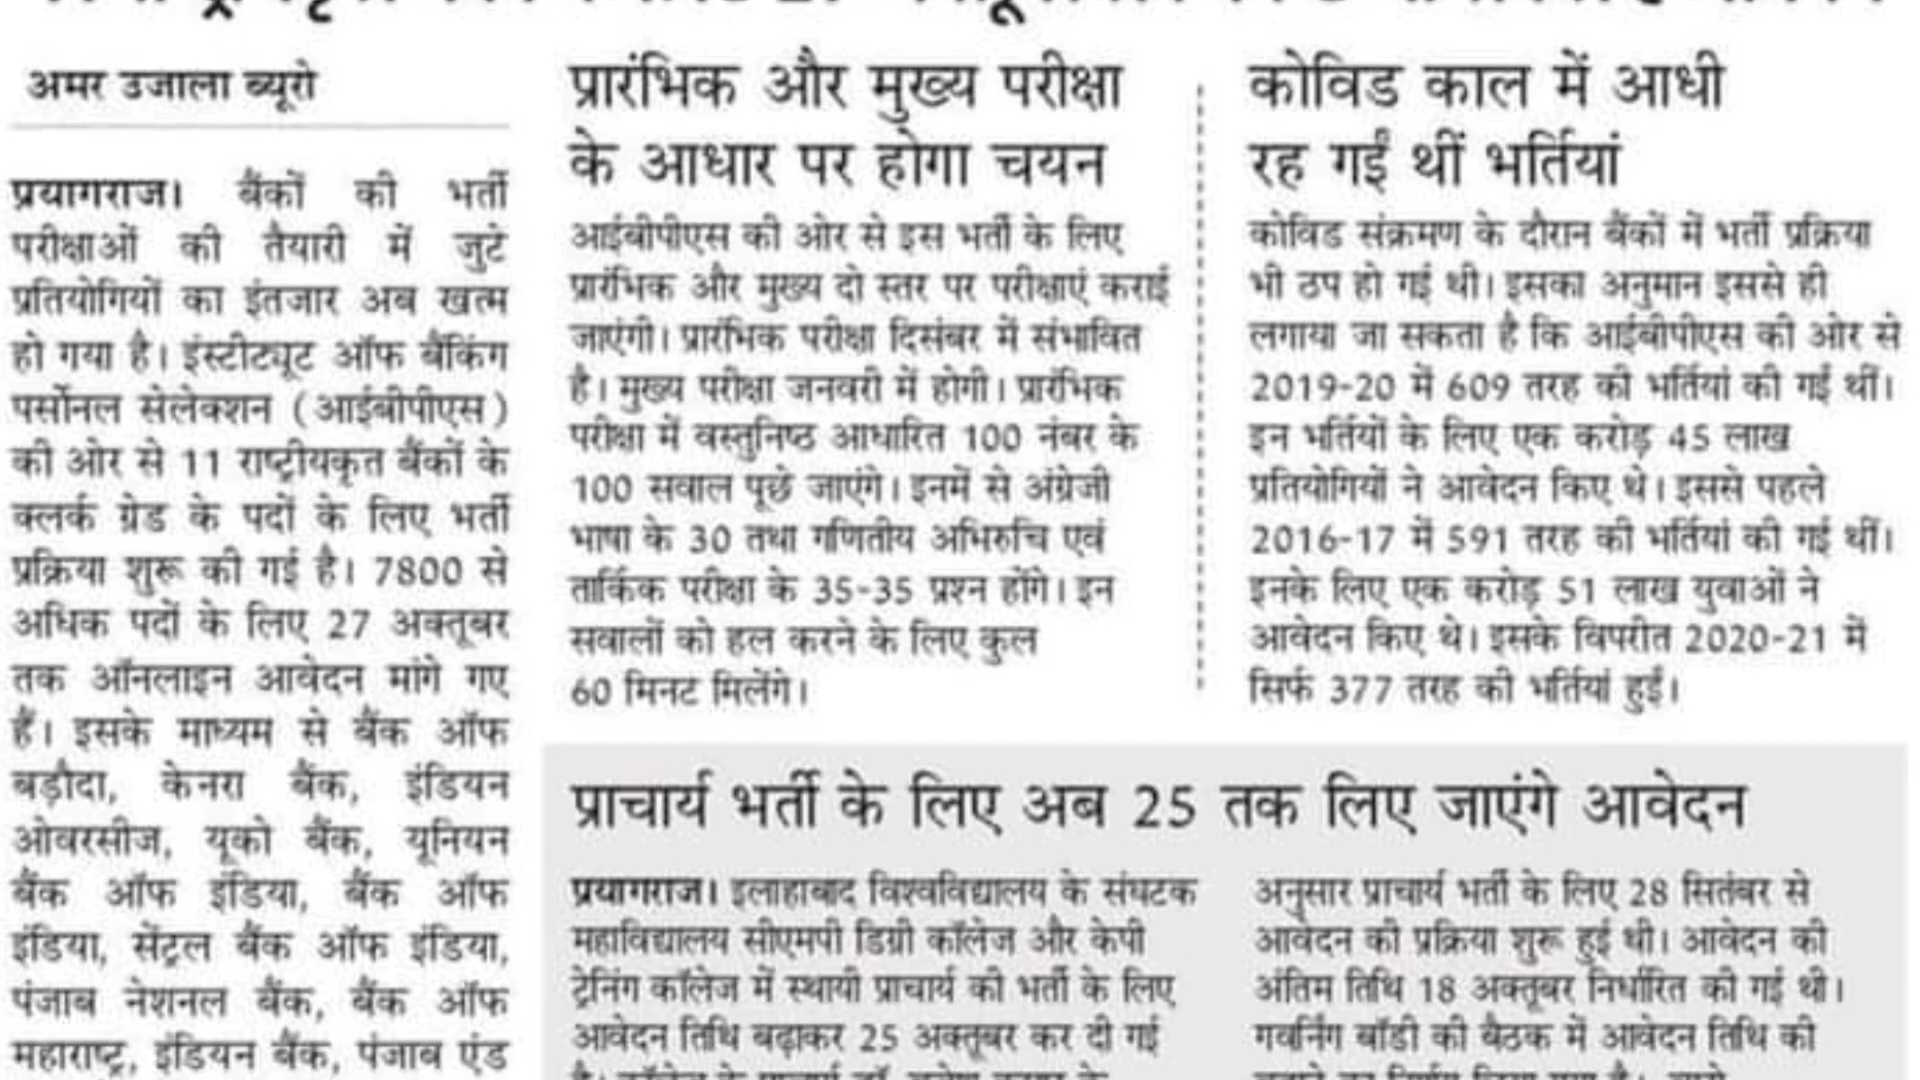 अमर उजाला ब्यूरो
प्रयागराज। बैंकों की भर्ती
परीक्षाओं की तैयारी में जुटे
प्रतियोगियों का इंतजार अब खत्म
हो गया है। इंस्टीट्यूट ऑफ बैंकिंग
पर्सोनल सेलेक्शन (आईबीपीएस)
की ओर से 11 राष्ट्रीयकृत बैंकों के
क्लर्क ग्रेड के पदों के लिए भर्ती
प्रक्रिया शुरू की गई है। 7800 से
अधिक पदों के लिए 27 अक्तूबर
तक ऑनलाइन आवेदन मांगे गए
हैं। इसके माध्यम से बैंक ऑफ
बड़ौदा, केनरा बैंक, इंडियन
ओवरसीज, यूको बैंक, यूनियन
बैंक ऑफ इंडिया, बैंक ऑफ
इंडिया, सेंट्रल बैंक ऑफ इंडिया,
पंजाब नेशनल बैंक, बैंक ऑफ
महाराष्ट्र, इंडियन बैंक, पंजाब एंड
प्रारंभिक और मुख्य परीक्षा
के आधार पर होगा चयन
आईबीपीएस की ओर से इस भर्ती के लिए
प्रारंभिक और मुख्य दो स्तर पर परीक्षाएं कराई
जाएंगी। प्रारंभिक परीक्षा दिसंबर में संभावित
है। मुख्य परीक्षा जनवरी में होगी। प्रारंभिक
परीक्षा में वस्तुनिष्ठ आधारित 100 नंबर के
100 सवाल पूछे जाएंगे। इनमें से अंग्रेजी
भाषा के 30 तथा गणितीय अभिरुचि एवं
तार्किक परीक्षा के 35-35 प्रश्न होंगे। इन
सवालों को हल करने के लिए कुल
60 मिनट मिलेंगे।
कोविड काल में आधी
रह गईं थीं भर्तियां
कोविड संक्रमण के दौरान बैंकों में भर्ती प्रक्रिया
भी ठप हो गई थी। इसका अनुमान इससे ही
लगाया जा सकता है कि आईबीपीएस की ओर से
2019-20 में 609 तरह की भर्तियां की गईं थीं।
इन भर्तियों के लिए एक करोड़ 45 लाख
प्रतियोगियों ने आवेदन किए थे। इससे पहले
2016-17 में 591 तरह की भर्तियां की गईं थीं।
इनके लिए एक करोड़ 51 लाख युवाओं ने
आवेदन किए थे। इसके विपरीत 2020-21 में
सिर्फ 377 तरह की भर्तियां हुईं।
प्राचार्य भर्ती के लिए अब 25 तक लिए जाएंगे आवेदन
प्रयागराज। इलाहाबाद विश्वविद्यालय के संघटक
महाविद्यालय सीएमपी डिग्री कॉलेज और केपी
ट्रेनिंग कॉलेज में स्थायी प्राचार्य की भर्ती के लिए
आवेदन तिथि बढ़ाकर 25 अक्तूबर कर दी गई
अनुसार प्राचार्य भर्ती के लिए 28 सितंबर से
आवेदन की प्रक्रिया शुरू हुई थी। आवेदन की
अंतिम तिथि 18 अक्तूबर निर्धारित की गई थी।
गवर्निंग बॉडी की बैठक में आवेदन तिथि की